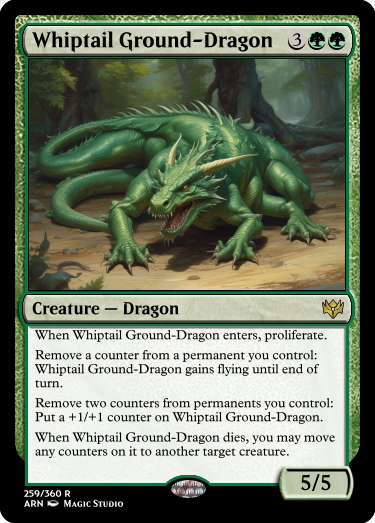 Whiptail Ground-Dragon 3
Creature — Dragon
When Whiptail Ground-Dragon enters, proliferate.
Remove a counter from a permanent you control:
Whiptail Ground-Dragon gains flying until end of
turn.
Remove two counters from permanents you control:
Put a +1/+1 counter on Whiptail Ground-Dragon.
When Whiptail Ground-Dragon dies, you may move
any counters on it to another target creature.
5/5
259/360 R
ARN Magic Studio